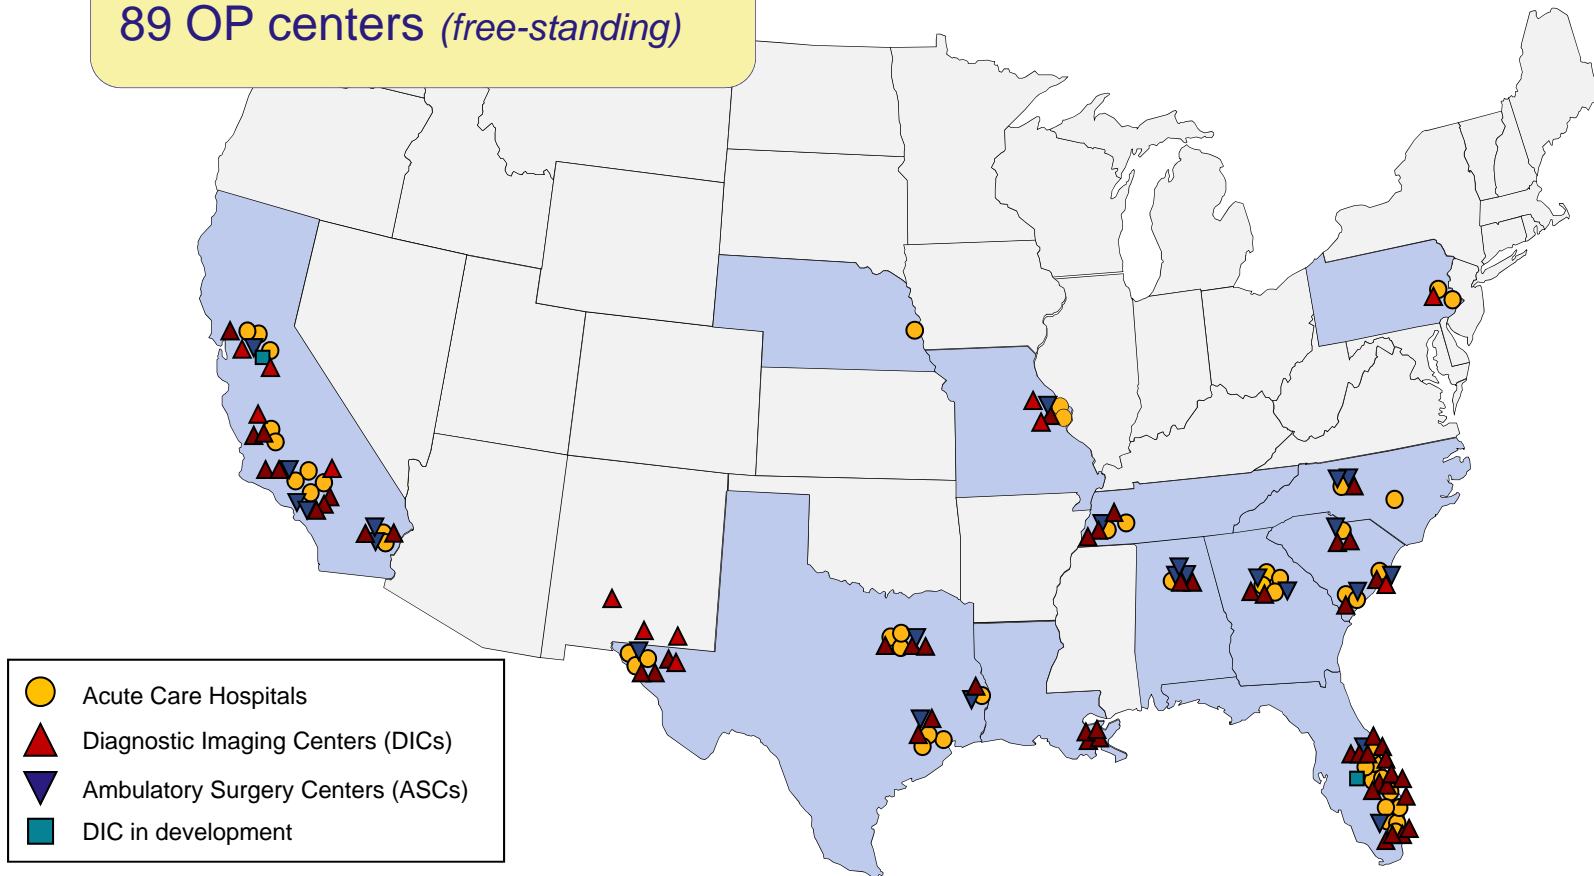 89 OP centers (free-standing)
Acute Care Hospitals
Diagnostic Imaging Centers (DICs)
Ambulatory Surgery Centers (ASCs)
DIC in development